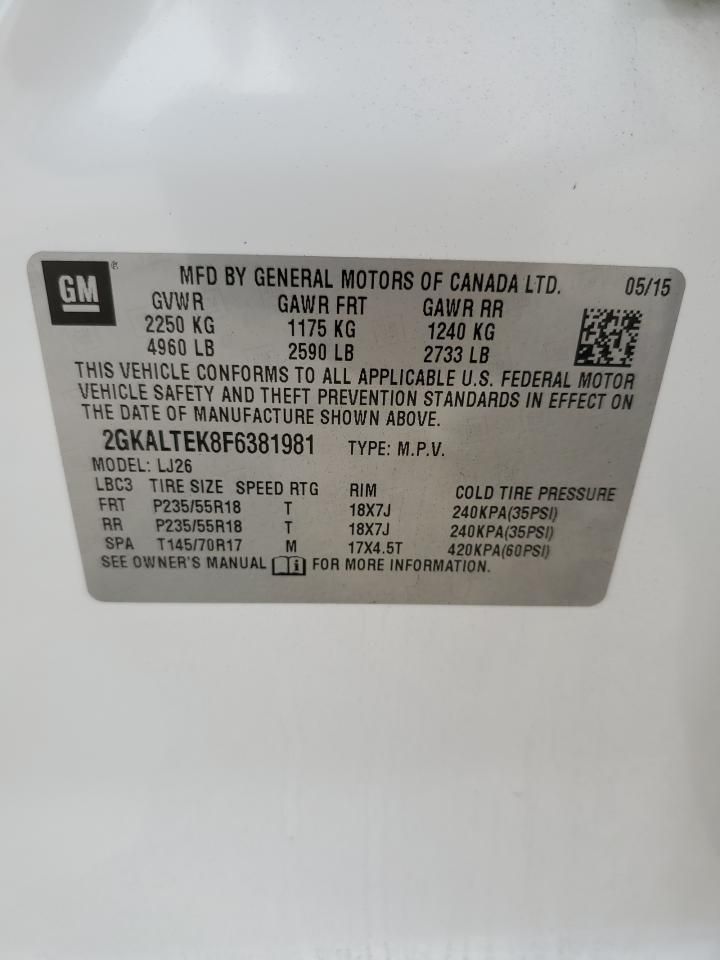 GM ®
MFD BY GENERAL MOTORS OF CANADA LTD. 05/15
GVWR GAWR FRT GAWR RR
2250 KG 1175 KG 1240 KG
4960 LB 2590 LB 2733 LB
THIS VEHICLE CONFORMS TO ALL APPLICABLE U.S. FEDERAL MOTOR
VEHICLE SAFETY AND THEFT PREVENTION STANDARDS IN EFFECT ON
THE DATE OF MANUFACTURE SHOWN ABOVE.
2GKALTEK8F6381981 TYPE: M.P.V.
MODEL: LJ26
LBC3 TIRE SIZE SPEED RTG RIM COLD TIRE PRESSURE
FRT P235/55R18 T 18X7J 240KPA(35PSI)
RR P235/55R18 T 18X7J 240KPA(35PSI)
SPA T145/70R17 M 17X4.5T 420KPA(60PSI)
SEE OWNER'S MANUAL i FOR MORE INFORMATION.